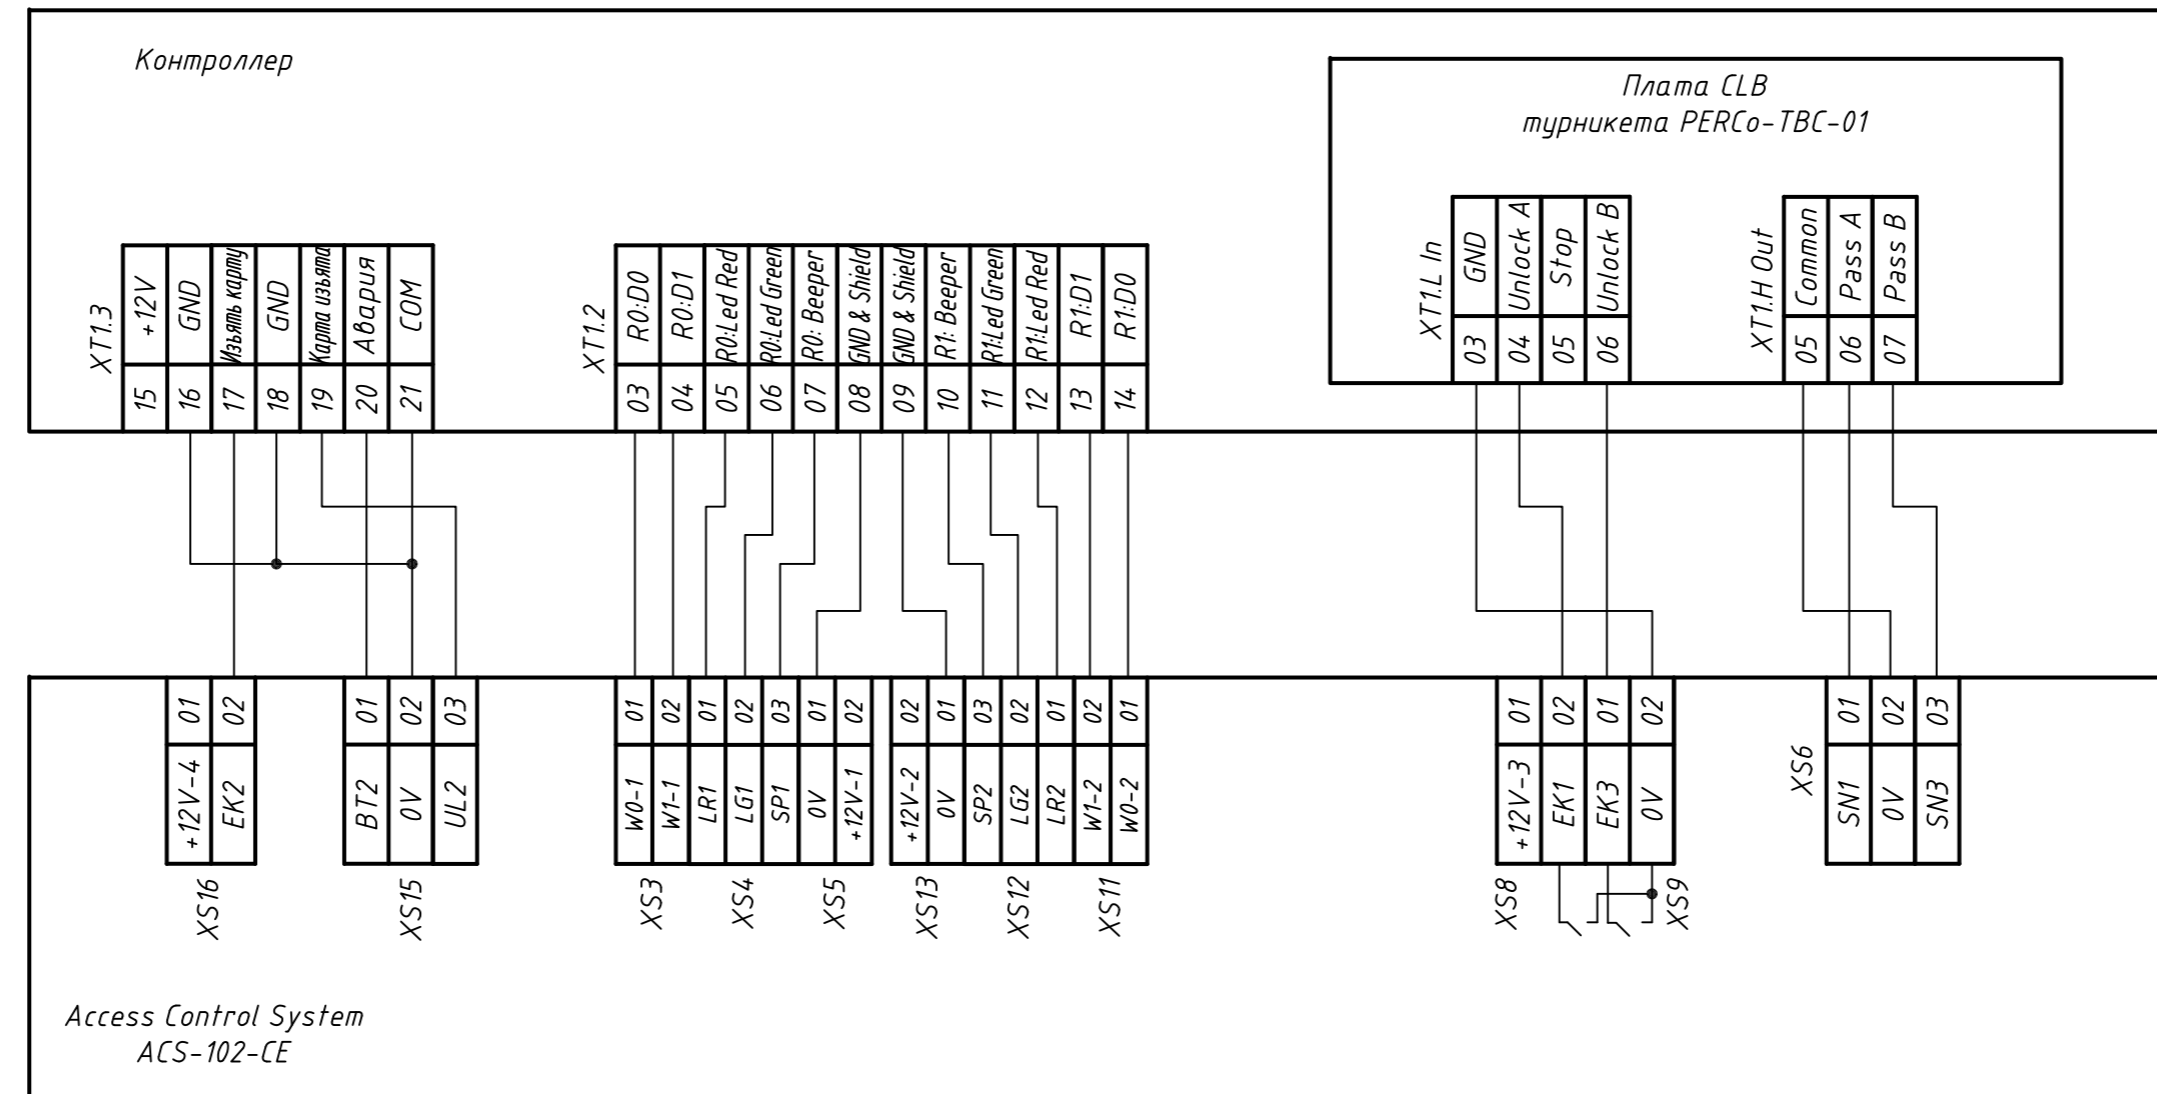 Контроллер
Плата CLB
турникета PERCo-TBC-01
XT1.3
+12V
GND
Изъять карту
GND
Карта изъята
Авария
COM
15
16
17
18
19
20
21
XT1.2
R0:D0
R0:D1
R0:Led Red
R0:Led Green
R0: Beeper
GND & Shield
GND & Shield
R1: Beeper
R1:Led Green
R1:Led Red
R1:D1
R1:D0
03
04
05
06
07
08
09
10
11
12
13
14
XT1.L In
GND
Unlock A
Stop
Unlock B
03
04
05
06
XT1.H Out
Common
Pass A
Pass B
05
06
07
01
02
+12V-4
EK2
XS16
01
02
03
BT2
0V
UL2
XS15
01
02
01
02
03
01
02
W0-1
W1-1
LR1
LG1
SP1
0V
+12V-1
XS3
XS4
XS5
02
01
03
02
01
02
01
+12V-2
0V
SP2
LG2
LR2
W1-2
W0-2
XS13
XS12
XS11
01
02
01
02
+12V-3
EK1
EK3
0V
XS8
XS9
XS6
01
02
03
SN1
0V
SN3
Access Control System
ACS-102-CE